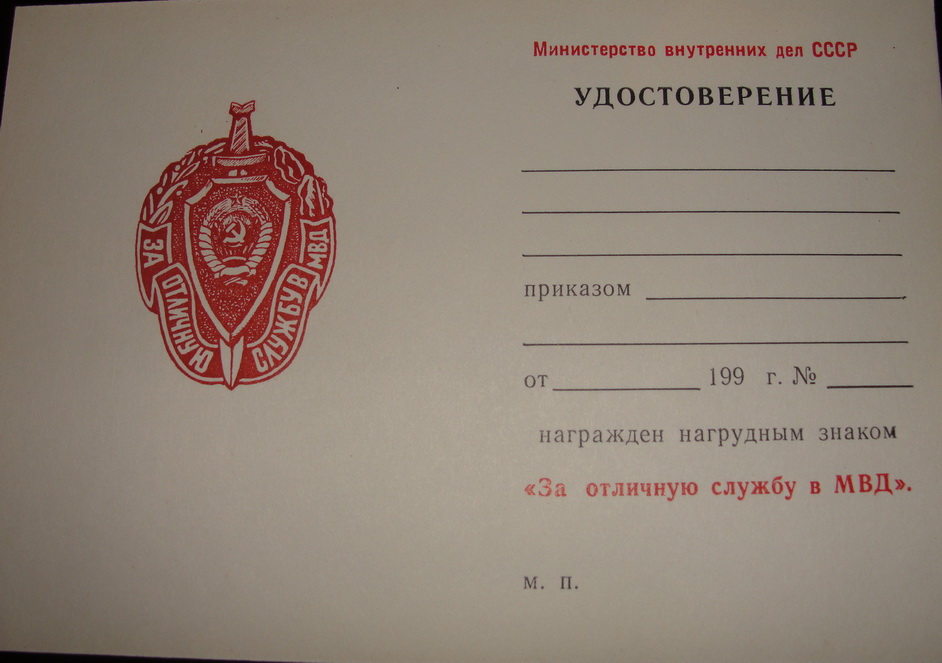 ЗА ОТЛИЧНУЮ СЛУЖБУ В МВД
Министерство внутренних дел СССР
УДОСТОВЕРЕНИЕ
приказом
от 199 г. №
награжден нагрудным знаком
«За отличную службу в МВД».
М. П.